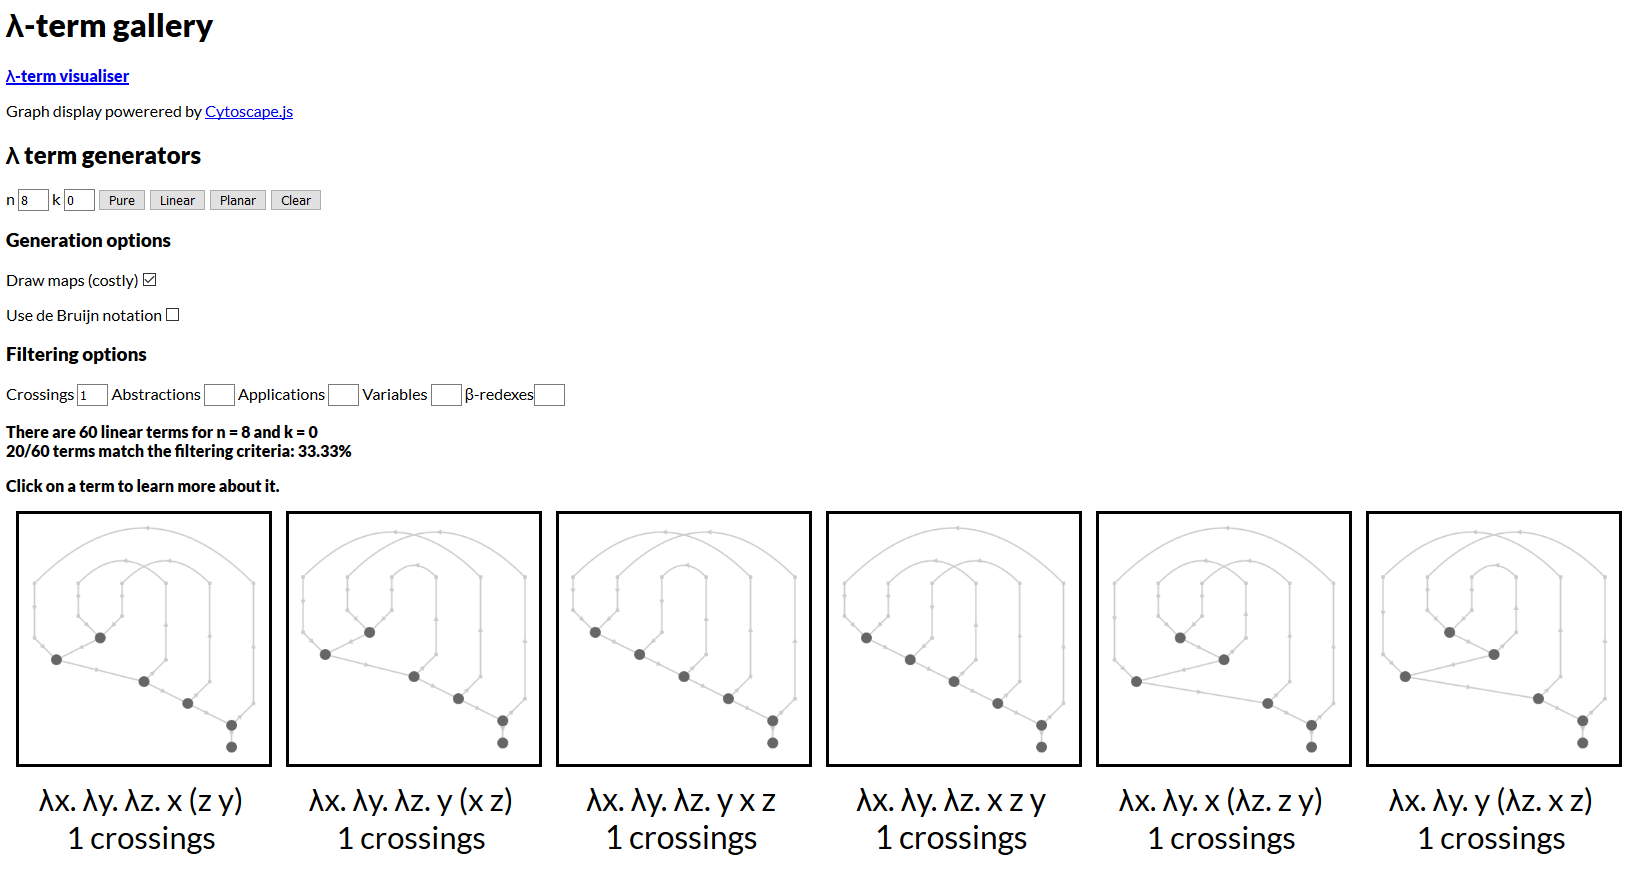 λ-term gallery
λ-term visualiser
Graph display powerered by Cytoscape.js
λ term generators
n 8 k 0 Pure Linear Planar Clear
Generation options
Draw maps (costly)
Use de Bruijn notation
Filtering options
Crossings 1 Abstractions Applications Variables β-redexes
There are 60 linear terms for n = 8 and k = 0
20/60 terms match the filtering criteria: 33.33%
Click on a term to learn more about it.
λx. λy. λz. x (z y) λx. λy. λz. y (x z) λx. λy. λz. y x z λx. λy. λz. x z y λx. λy. x (λz. z y) λx. λy. y (λz. x z)
1 crossings 1 crossings 1 crossings 1 crossings 1 crossings 1 crossings